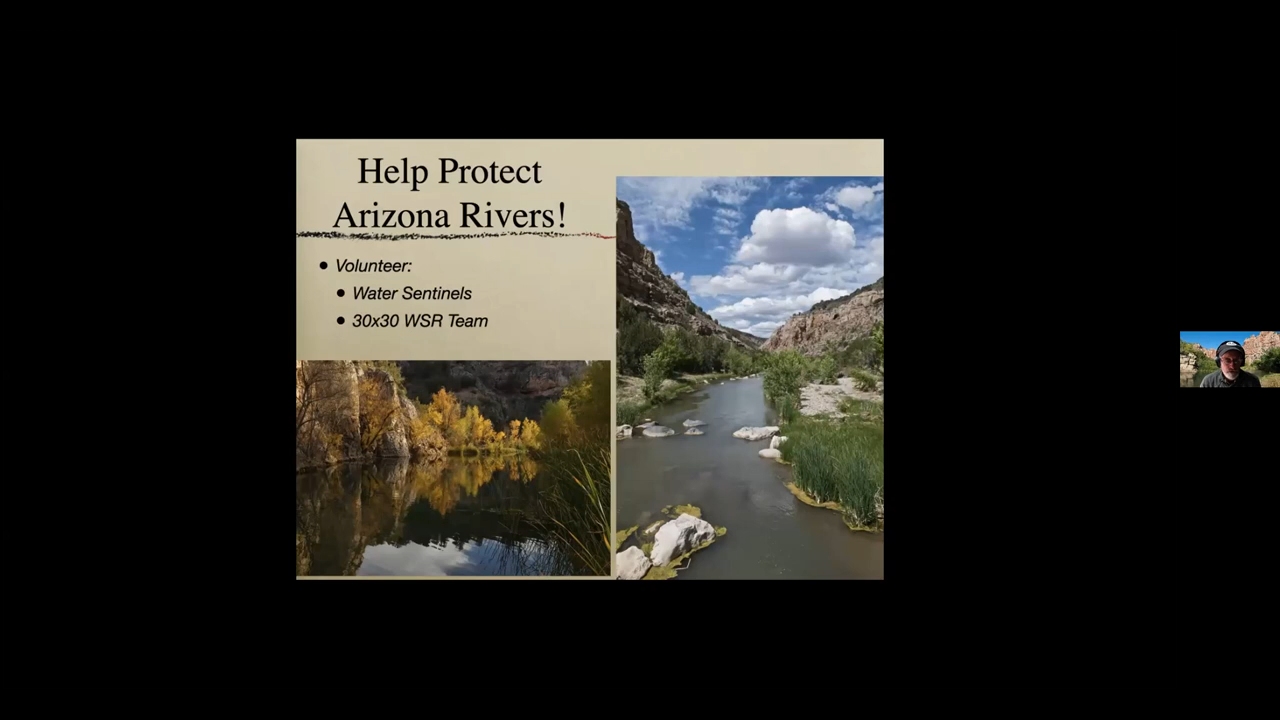 Help Protect
Arizona Rivers!
• Volunteer:
• Water Sentinels
• 30x30 WSR Team